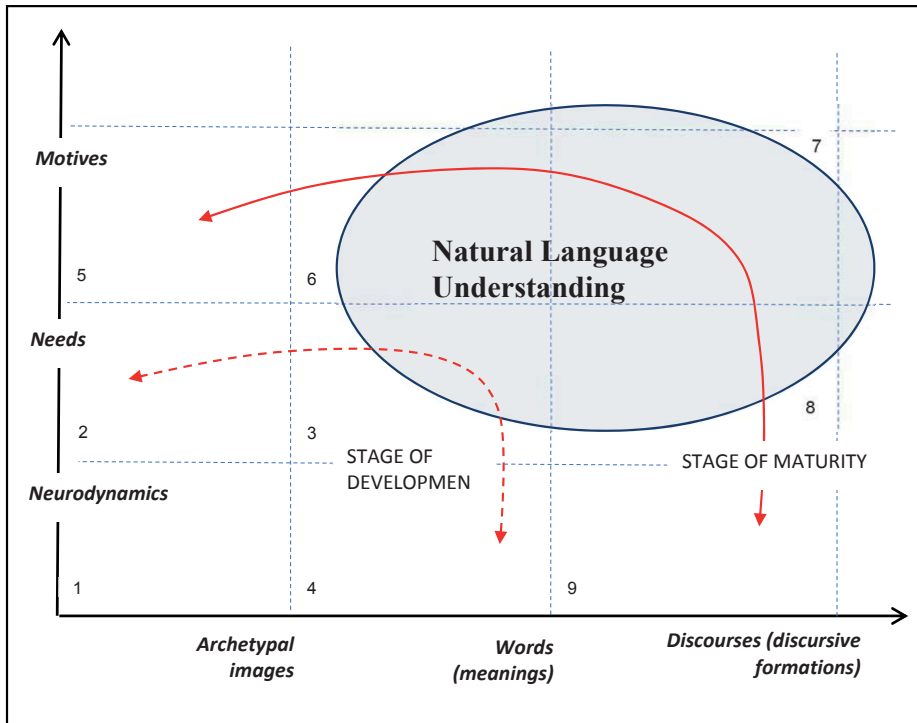 7
Motives
Natural Language
Understanding
5
6
Needs
8
2
3
STAGE OF
DEVELOPMEN
STAGE OF MATURITY
Neurodynamics
1
4
9
Archetypal
images
Words
(meanings)
Discourses (discursive
formations)